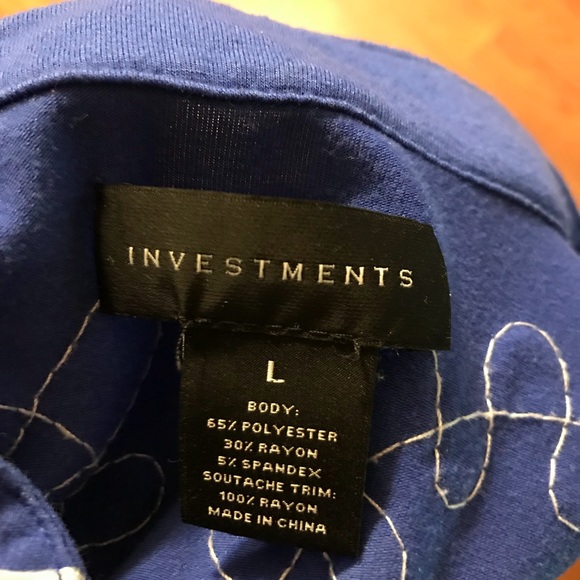 INVESTMENTS
L
BODY:
65% POLYESTER
30% RAYON
5% SPANDEX
SOUTACHE TRIM:
100% RAYON
MADE IN CHINA